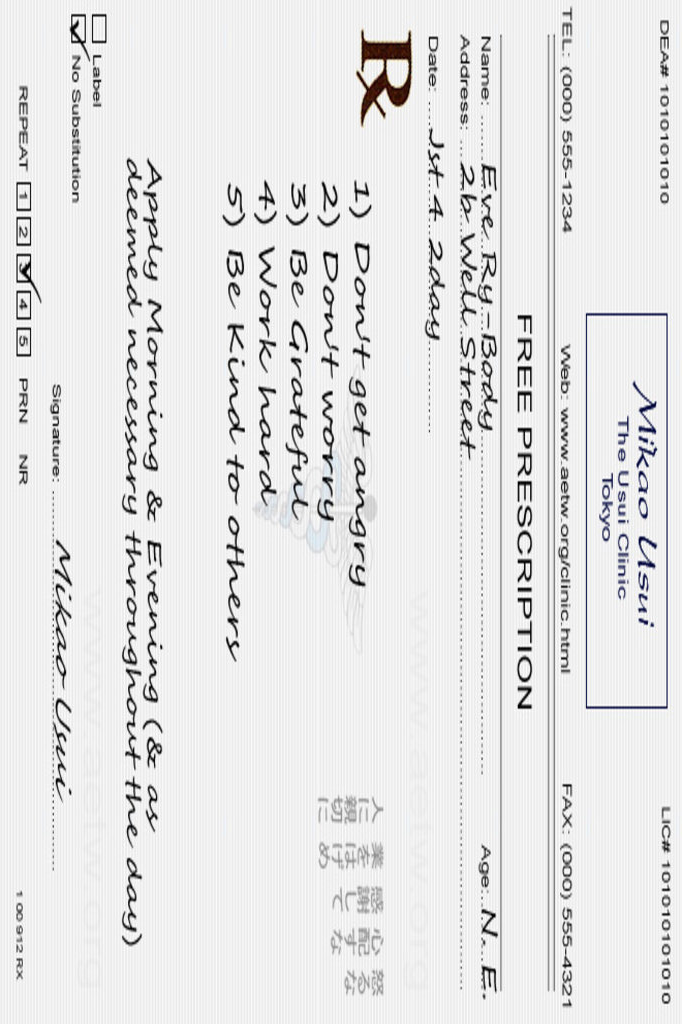 DEA# 1010101010
LIC# 10101010101010
Mikao Usui
The Usui Clinic
Tokyo
TEL: (000) 555-1234
Web: www.aetw.org/clinic.html
FAX: (000) 555-4321
FREE PRESCRIPTION
Name: Eve Ry-Body
Age: N. E.
Address: 2b Well Street
Date: Jst 4 2day
Rx
1) Don't get angry
2) Don't worry
3) Be Grateful
4) Work hard
5) Be Kind to others
怒るな
心配すな
感謝して
業をはげめ
人に親切に
www.aetw.org
Apply Morning & Evening (& as
deemed necessary throughout the day)
www.aetw.org
Label
No Substitution
Signature: Mikao Usui
REPEAT 1 2 3 4 5 PRN NR
1 00 912 RX